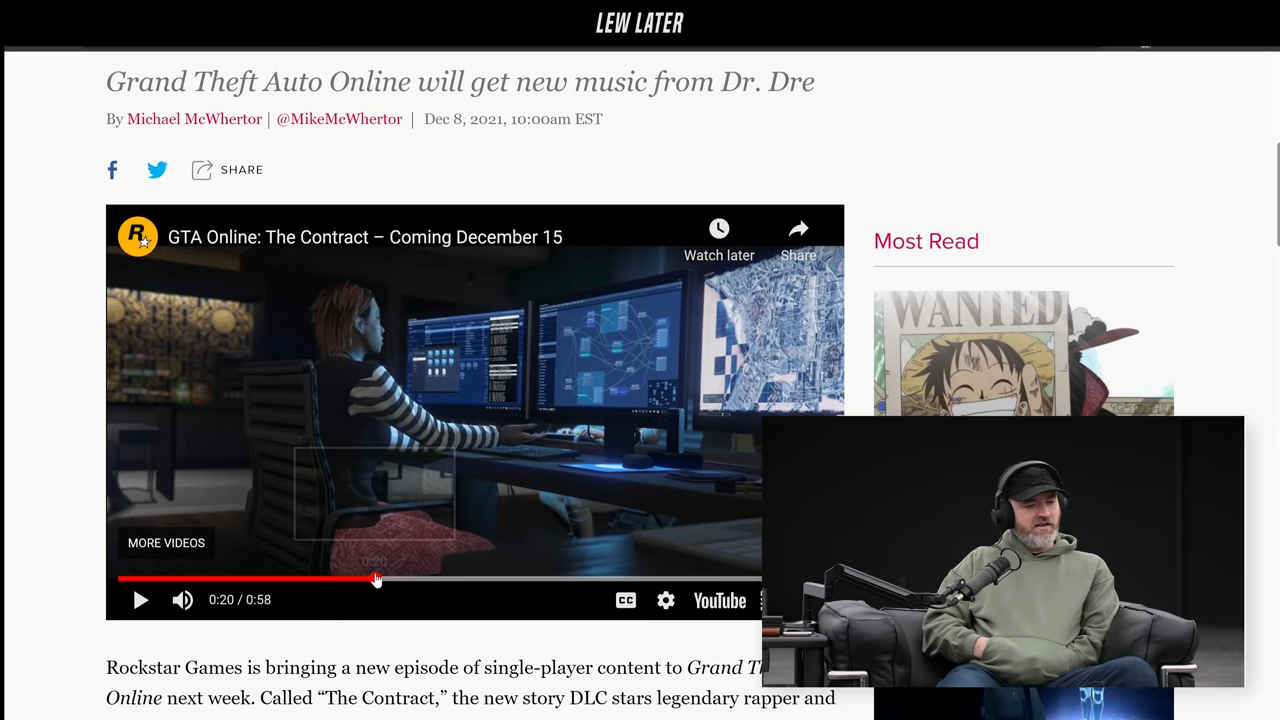 LEW LATER
Grand Theft Auto Online will get new music from Dr. Dre
By Michael McWhertor | @MikeMcWhertor | Dec 8, 2021, 10:00am EST
SHARE
GTA Online: The Contract – Coming December 15
Watch later
Share
Most Read
WANTED
MORE VIDEOS
0:20
0:20 / 0:58
CC
YouTube
Rockstar Games is bringing a new episode of single-player content to Grand T
Online next week. Called “The Contract,” the new story DLC stars legendary rapper and